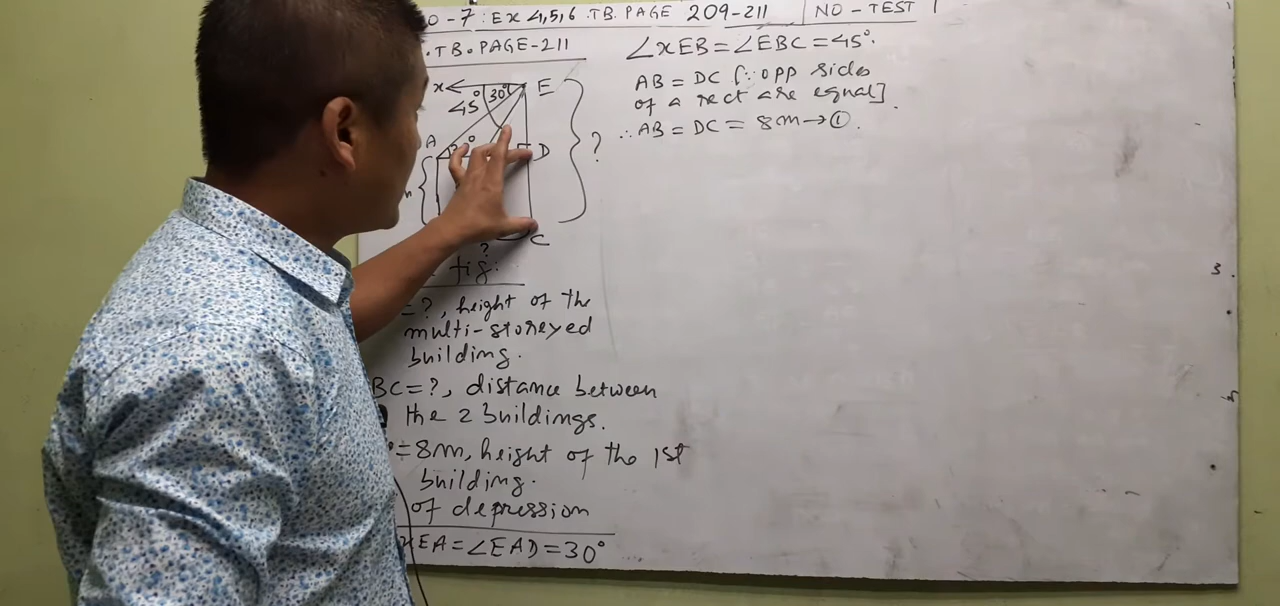 O-7: EX 4,5,6 .TB. PAGE 209-211 NO-TEST
.TB. PAGE-211
x E
45° 30°
A
D
?
C
?
fig:
=?, height of the
multi-storeyed
building.
BC=?, distance between
the 2 buildings.
=8m, height of the 1st
building.
of depression
XEA=∠EAD=30°
∠XEB=∠EBC=45°.
AB = DC [∵ opp sides
of a rect are equal].
∴AB = DC = 8m→①.